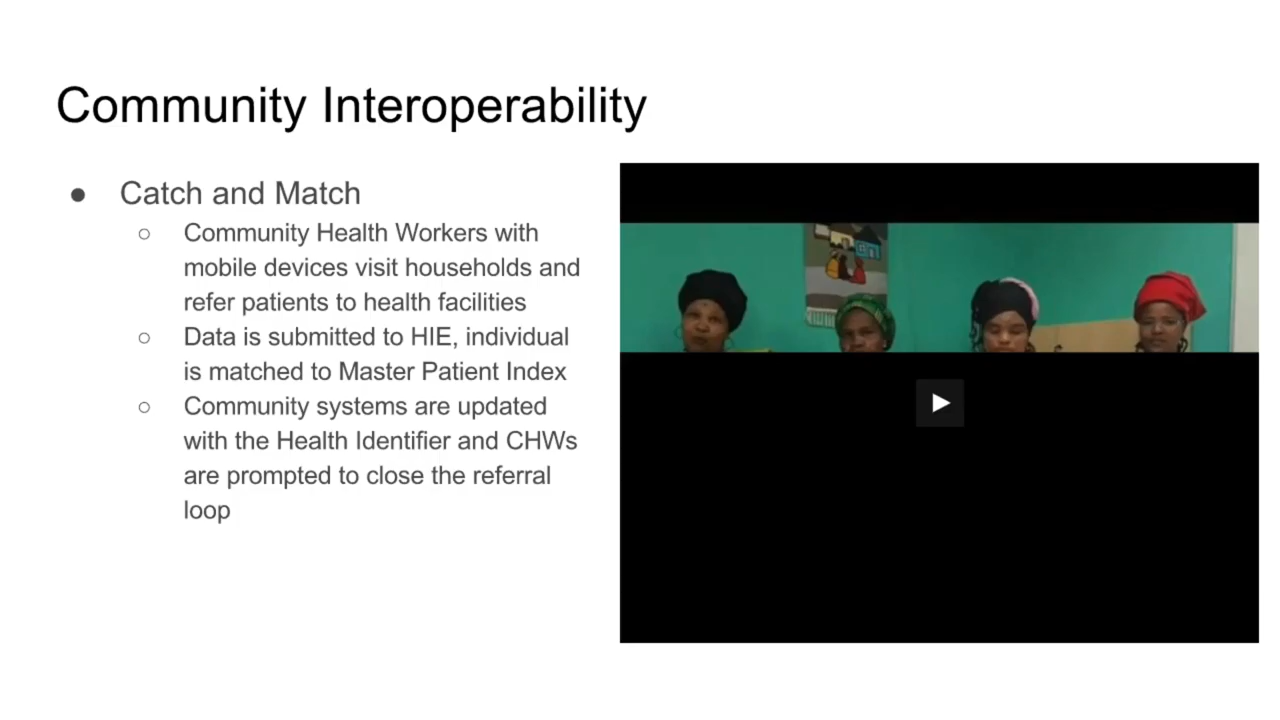 Community Interoperability
● Catch and Match
○ Community Health Workers with
mobile devices visit households and
refer patients to health facilities
○ Data is submitted to HIE, individual
is matched to Master Patient Index
○ Community systems are updated
with the Health Identifier and CHWs
are prompted to close the referral
loop